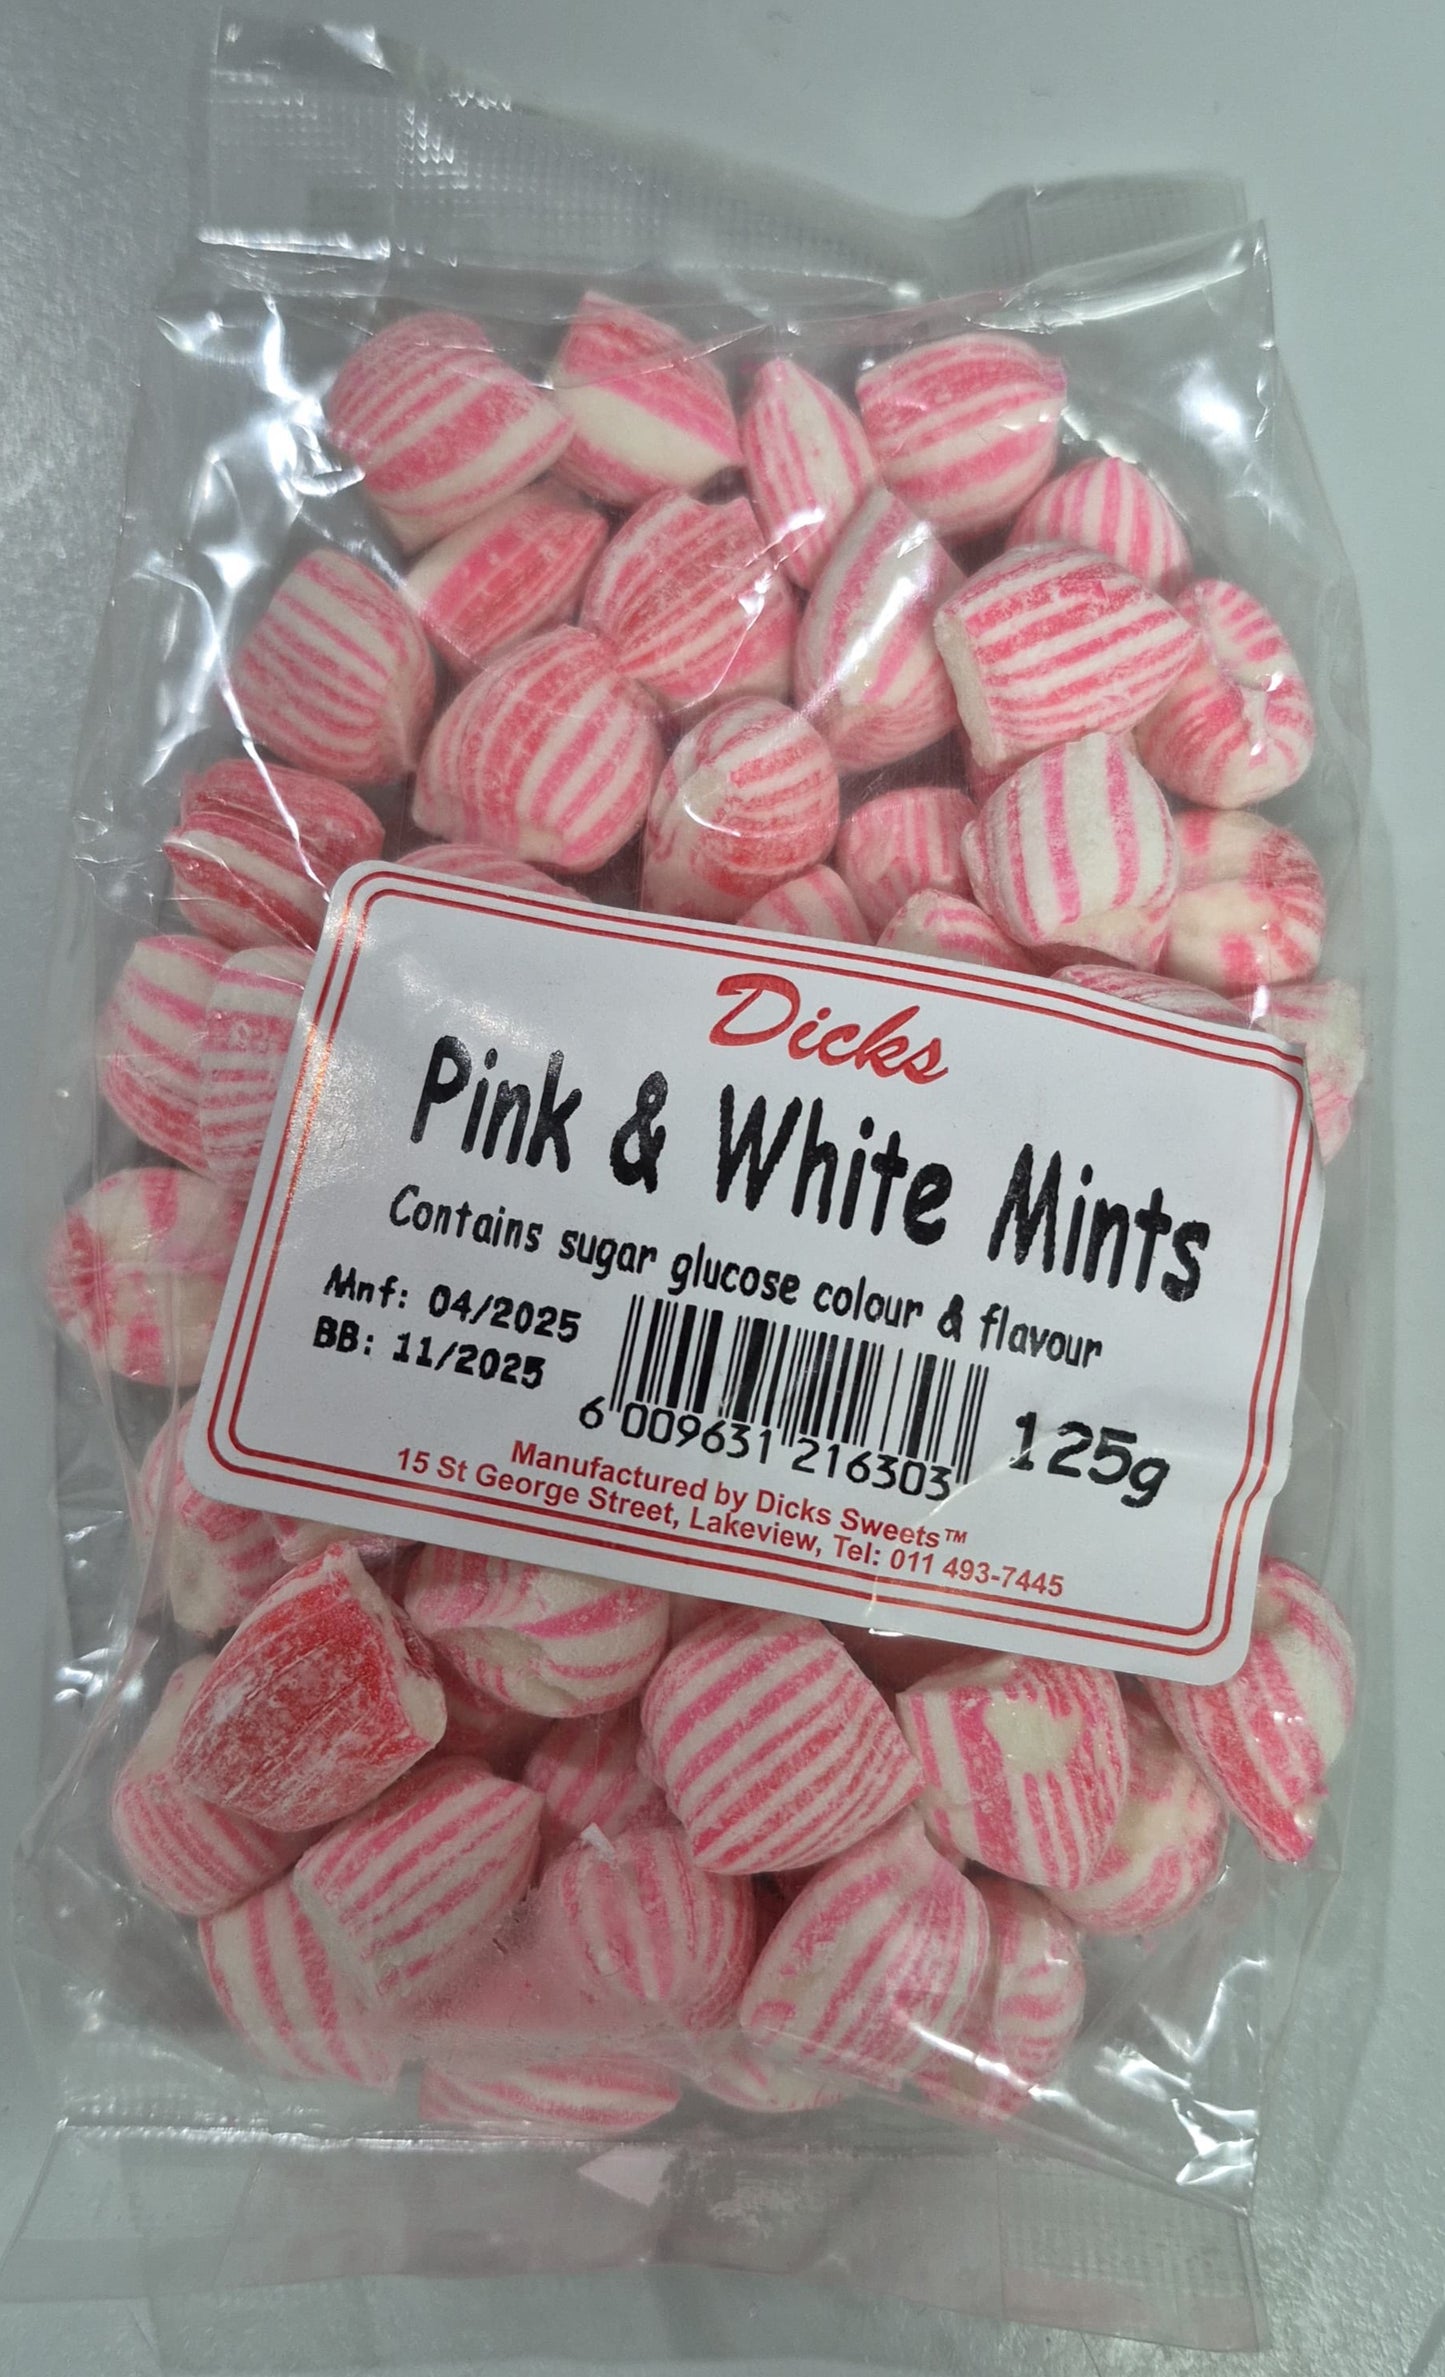 Dicks
Pink & White Mints
Contains sugar glucose colour & flavour
Mnf: 04/2025
BB: 11/2025
6 009631 216303
125g
Manufactured by Dicks Sweets™
15 St George Street, Lakeview, Tel: 011 493-7445